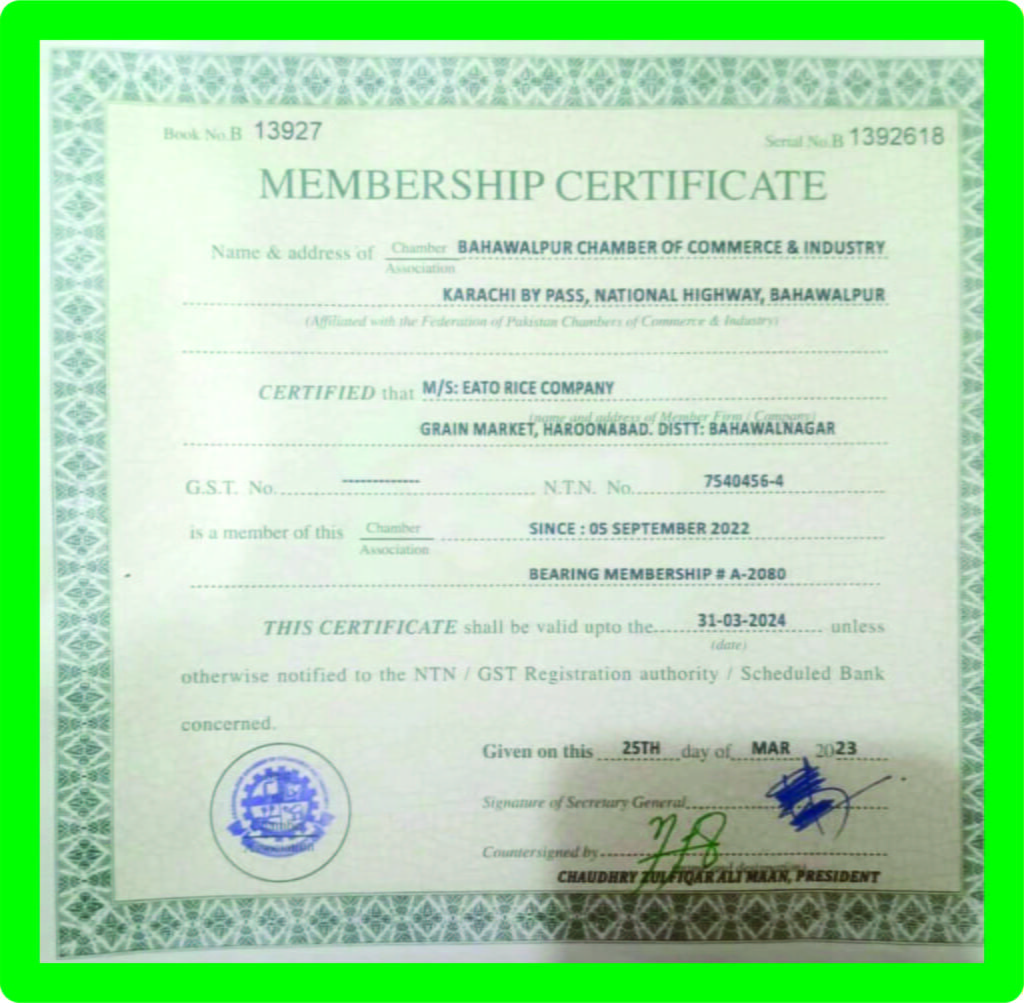 Book No.B 13927
Serial No.B 1392618
MEMBERSHIP CERTIFICATE
Name & address of Chamber BAHAWALPUR CHAMBER OF COMMERCE & INDUSTRY
Association
KARACHI BY PASS, NATIONAL HIGHWAY, BAHAWALPUR
(Affiliated with the Federation of Pakistan Chambers of Commerce & Industry)
CERTIFIED that M/S: EATO RICE COMPANY
(name and address of Member Firm / Company)
GRAIN MARKET, HAROONABAD. DISTT: BAHAWALNAGAR
G.S.T. No. ------------- N.T.N. No. 7540456-4
is a member of this Chamber SINCE : 05 SEPTEMBER 2022
Association
BEARING MEMBERSHIP # A-2080
THIS CERTIFICATE shall be valid upto the 31-03-2024 unless
(date)
otherwise notified to the NTN / GST Registration authority / Scheduled Bank
concerned.
Given on this 25TH day of MAR 2023
Signature of Secretary General
Countersigned by
CHAUDHRY ZULFIQAR ALI MAAN, PRESIDENT